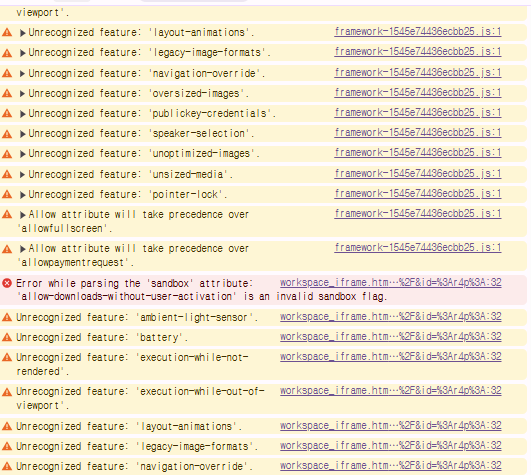 viewport'.
▶Unrecognized feature: 'layout-animations'. framework-1545e74436ecbb25.js:1
▶Unrecognized feature: 'legacy-image-formats'. framework-1545e74436ecbb25.js:1
▶Unrecognized feature: 'navigation-override'. framework-1545e74436ecbb25.js:1
▶Unrecognized feature: 'oversized-images'. framework-1545e74436ecbb25.js:1
▶Unrecognized feature: 'publickey-credentials'. framework-1545e74436ecbb25.js:1
▶Unrecognized feature: 'speaker-selection'. framework-1545e74436ecbb25.js:1
▶Unrecognized feature: 'unoptimized-images'. framework-1545e74436ecbb25.js:1
▶Unrecognized feature: 'unsized-media'. framework-1545e74436ecbb25.js:1
▶Unrecognized feature: 'pointer-lock'. framework-1545e74436ecbb25.js:1
▶Allow attribute will take precedence over framework-1545e74436ecbb25.js:1
'allowfullscreen'.
▶Allow attribute will take precedence over framework-1545e74436ecbb25.js:1
'allowpaymentrequest'.
Error while parsing the 'sandbox' attribute: workspace_iframe.htm…%2F&id=%3Ar4p%3A:32
'allow-downloads-without-user-activation' is an invalid sandbox flag.
Unrecognized feature: 'ambient-light-sensor'. workspace_iframe.htm…%2F&id=%3Ar4p%3A:32
Unrecognized feature: 'battery'. workspace_iframe.htm…%2F&id=%3Ar4p%3A:32
Unrecognized feature: 'execution-while-not- workspace_iframe.htm…%2F&id=%3Ar4p%3A:32
rendered'.
Unrecognized feature: 'execution-while-out-of- workspace_iframe.htm…%2F&id=%3Ar4p%3A:32
viewport'.
Unrecognized feature: 'layout-animations'. workspace_iframe.htm…%2F&id=%3Ar4p%3A:32
Unrecognized feature: 'legacy-image-formats'. workspace_iframe.htm…%2F&id=%3Ar4p%3A:32
Unrecognized feature: 'navigation-override'. workspace_iframe.htm…%2F&id=%3Ar4p%3A:32